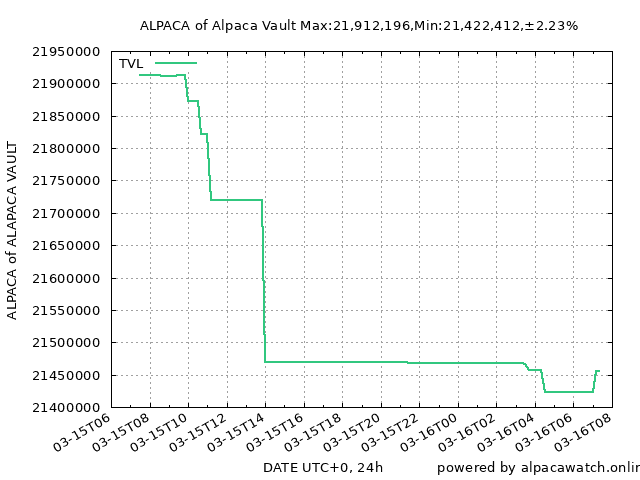 ALPACA of Alpaca Vault Max:21,912,196,Min:21,422,412,±2.23%
TVL
21950000
21900000
21850000
21800000
21750000
21700000
21650000
21600000
21550000
21500000
21450000
21400000
ALPACA of ALAPACA VAULT
03-15T06
03-15T08
03-15T10
03-15T12
03-15T14
03-15T16
03-15T18
03-15T20
03-15T22
03-16T00
03-16T02
03-16T04
03-16T06
03-16T08
DATE UTC+0, 24h
powered by alpacawatch.onlin